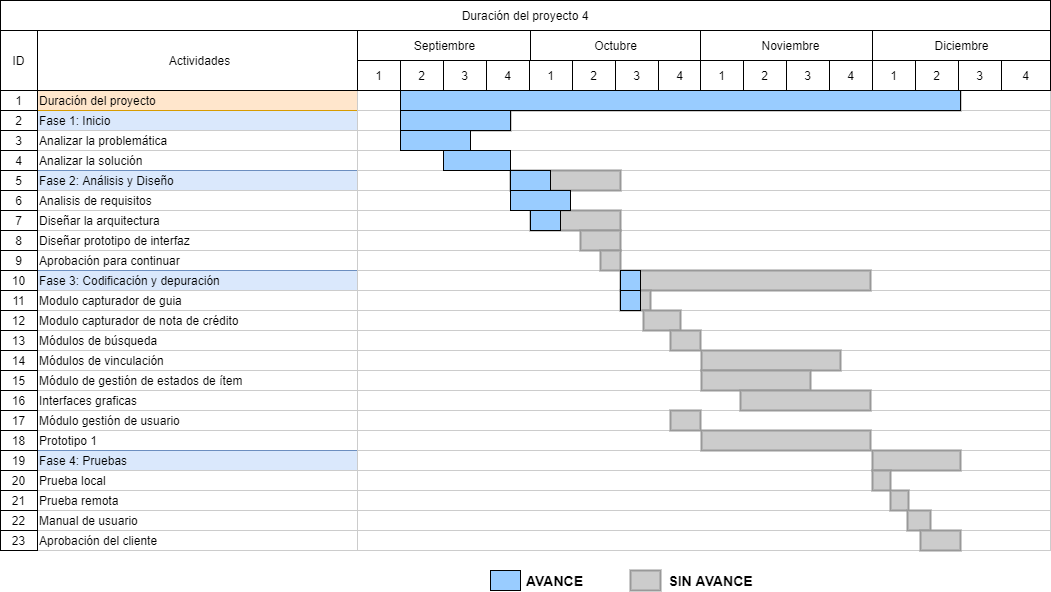 Duración del proyecto 4
ID Actividades Septiembre Octubre Noviembre Diciembre
1 2 3 4 1 2 3 4 1 2 3 4 1 2 3 4
1 Duración del proyecto
2 Fase 1: Inicio
3 Analizar la problemática
4 Analizar la solución
5 Fase 2: Análisis y Diseño
6 Analisis de requisitos
7 Diseñar la arquitectura
8 Diseñar prototipo de interfaz
9 Aprobación para continuar
10 Fase 3: Codificación y depuración
11 Modulo capturador de guia
12 Modulo capturador de nota de crédito
13 Módulos de búsqueda
14 Módulos de vinculación
15 Módulo de gestión de estados de ítem
16 Interfaces graficas
17 Módulo gestión de usuario
18 Prototipo 1
19 Fase 4: Pruebas
20 Prueba local
21 Prueba remota
22 Manual de usuario
23 Aprobación del cliente
AVANCE SIN AVANCE